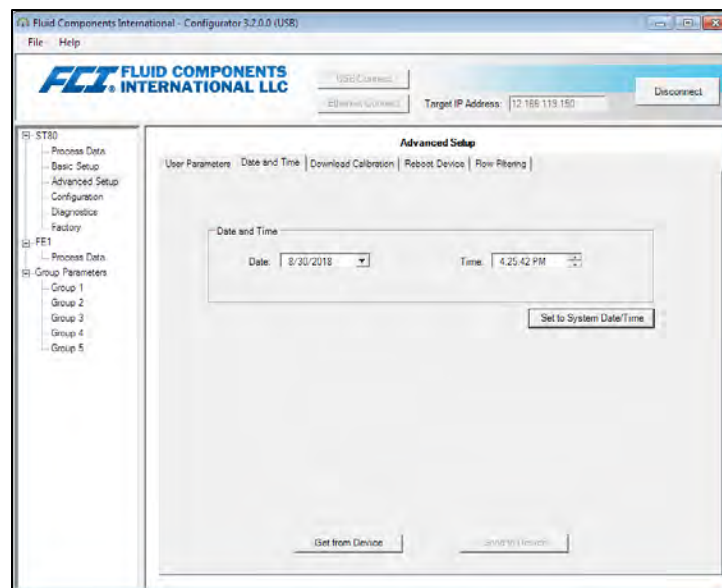 Fluid Components International - Configurator 3.2.0.0 (USB)
File Help
FCI FLUID COMPONENTS
INTERNATIONAL LLC
USB Connect
Ethernet Connect
Target IP Address: 12.169.119.150
Disconnect
ST80
Process Data
Basic Setup
Advanced Setup
Configuration
Diagnostics
Factory
FE1
Process Data
Group Parameters
Group 1
Group 2
Group 3
Group 4
Group 5
Advanced Setup
User Parameters Date and Time Download Calibration Reboot Device Flow Filtering
Date and Time
Date: 8/30/2018 Time: 4:25:42 PM
Set to System Date/Time
Get from Device Send to Device